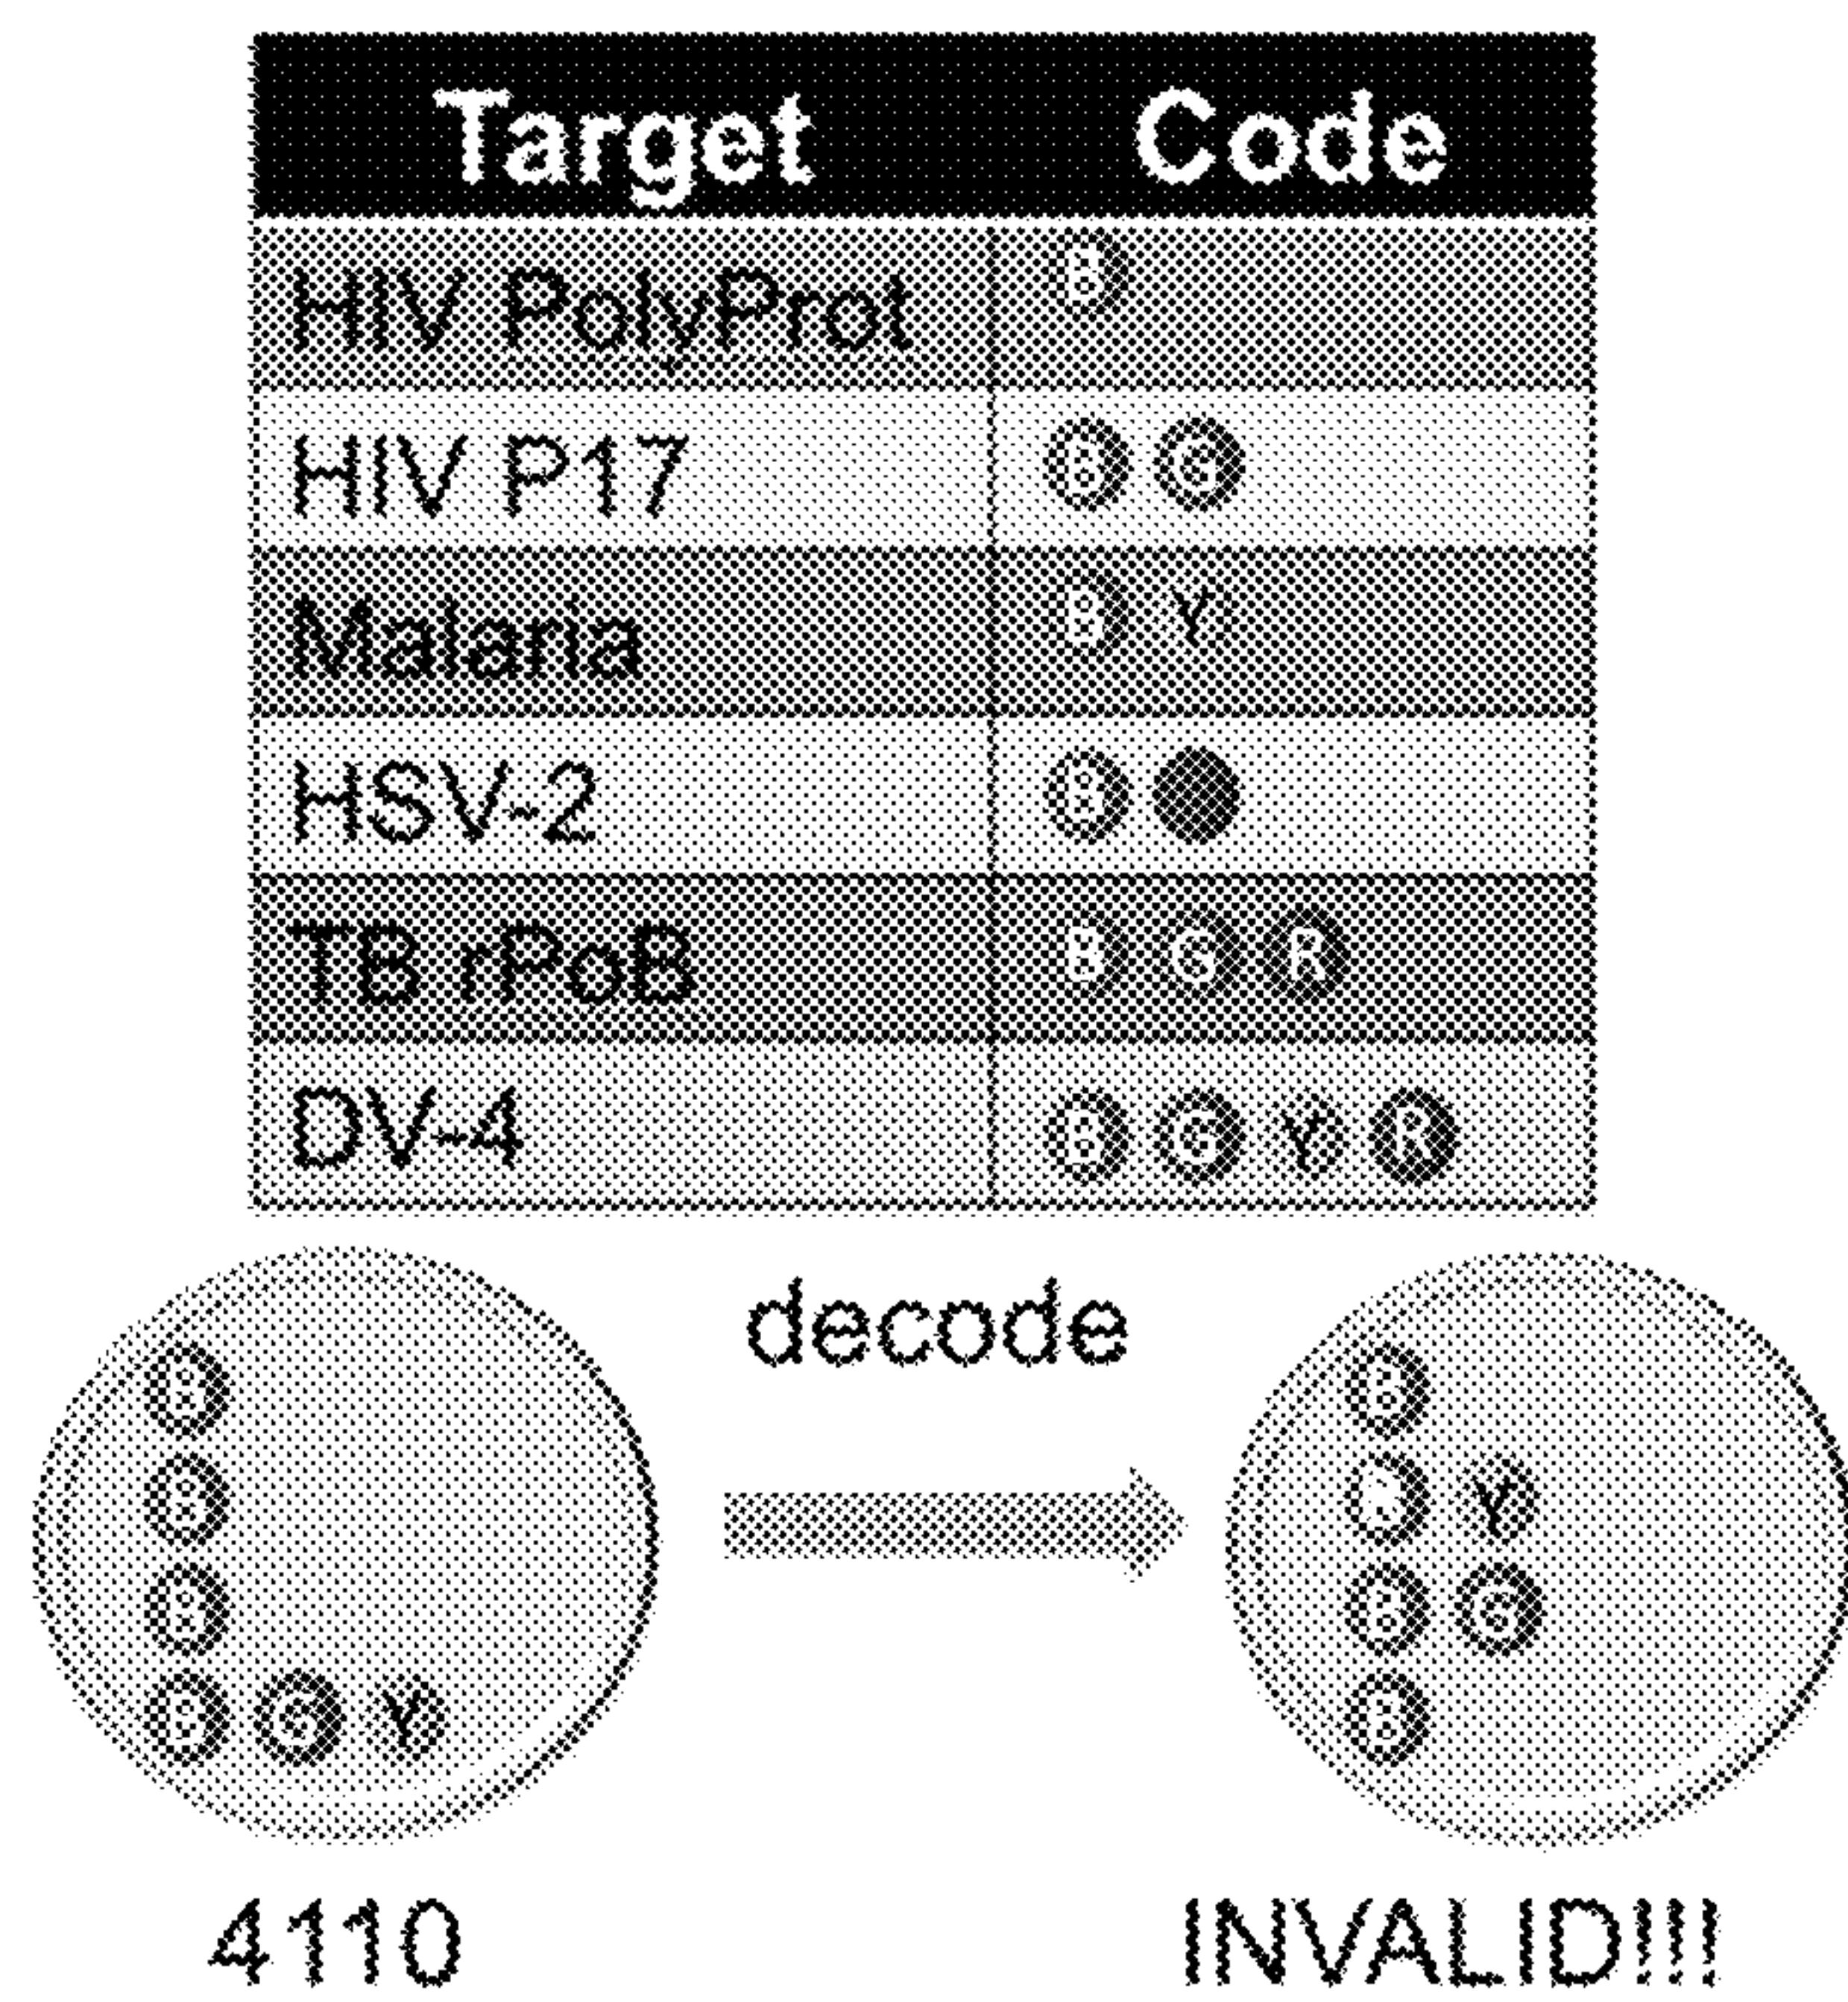 Target Code
HIV PolyProt B
HIV P17 B G
Malaria B Y
HSV-2 B
TB rPoB B G R
DV-4 B G Y R
decode
B B
B Y
B B G
B G Y B
4110 INVALID!!!